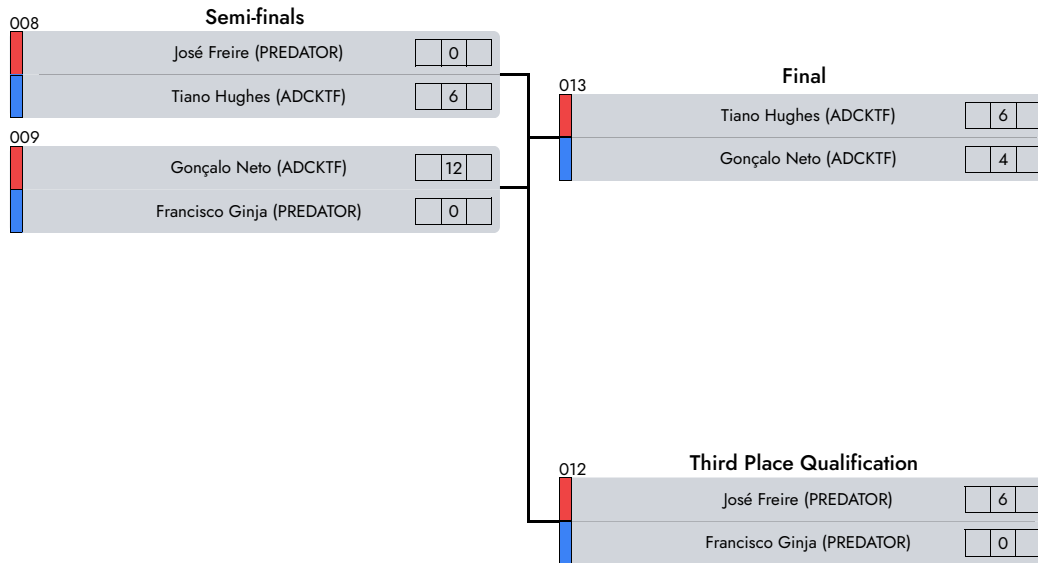 Semi-finals
008
José Freire (PREDATOR) 0
Tiano Hughes (ADCKTF) 6
009
Gonçalo Neto (ADCKTF) 12
Francisco Ginja (PREDATOR) 0
Final
013
Tiano Hughes (ADCKTF) 6
Gonçalo Neto (ADCKTF) 4
Third Place Qualification
012
José Freire (PREDATOR) 6
Francisco Ginja (PREDATOR) 0